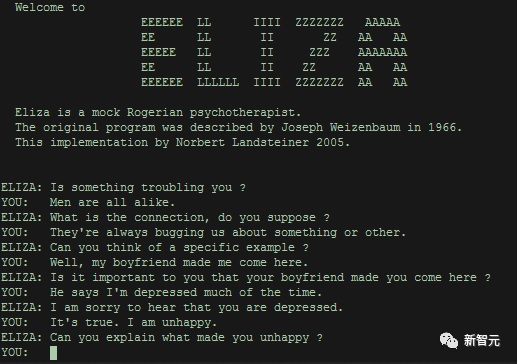 Welcome to
EEEEEE LL IIII ZZZZZZZ AAAAA
EE LL II ZZ AA AA
EEEEE LL II ZZZ AAAAAAA
EE LL II ZZ AA AA
EEEEEE LLLLLL IIII ZZZZZZZ AA AA
Eliza is a mock Rogerian psychotherapist.
The original program was described by Joseph Weizenbaum in 1966.
This implementation by Norbert Landsteiner 2005.
ELIZA: Is something troubling you ?
YOU: Men are all alike.
ELIZA: What is the connection, do you suppose ?
YOU: They're always bugging us about something or other.
ELIZA: Can you think of a specific example ?
YOU: Well, my boyfriend made me come here.
ELIZA: Is it important to you that your boyfriend made you come here ?
YOU: He says I'm depressed much of the time.
ELIZA: I am sorry to hear that you are depressed.
YOU: It's true. I am unhappy.
ELIZA: Can you explain what made you unhappy ?
YOU:
新智元